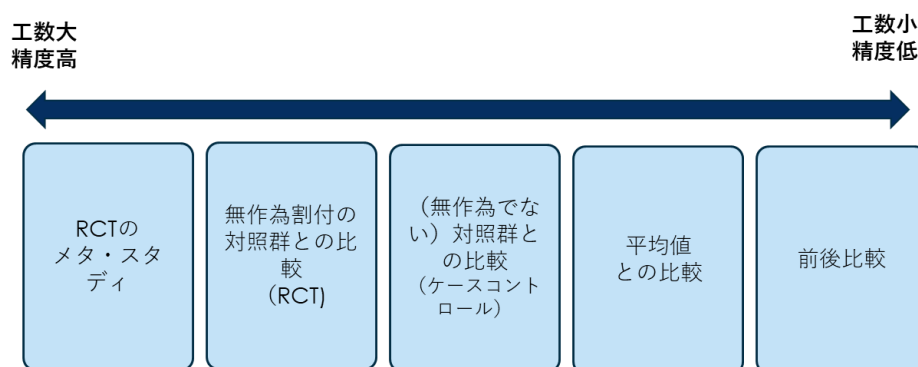 工数大
精度高
工数小
精度低
RCTの
メタ・スタ
ディ
無作為割付の
対照群との比
較
（RCT)
（無作為でな
い）対照群と
の比較
（ケースコント
ロール）
平均値
との比較
前後比較